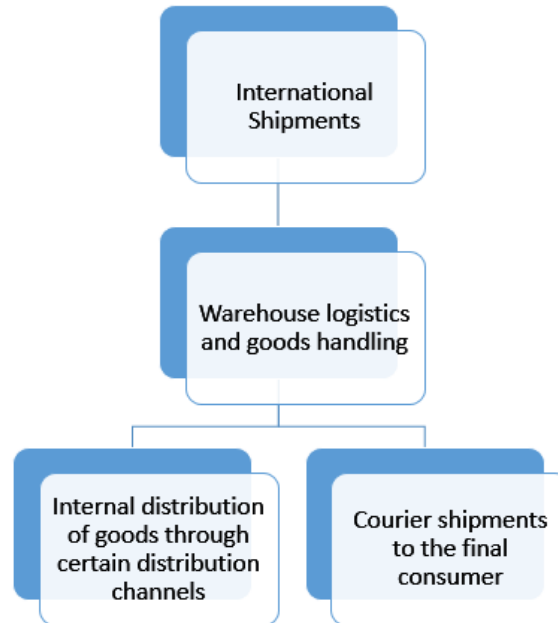 International
Shipments
Warehouse logistics
and goods handling
Internal distribution
of goods through
certain distribution
channels
Courier shipments
to the final
consumer